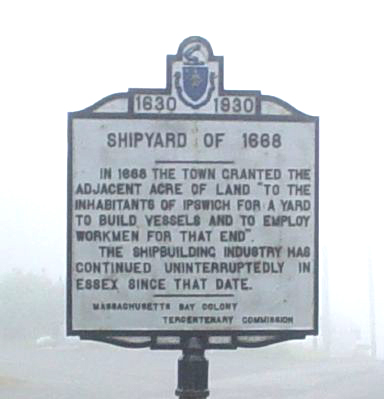 1630 1930
SHIPYARD OF 1668
IN 1668 THE TOWN GRANTED THE
ADJACENT ACRE OF LAND "TO THE
INHABITANTS OF IPSWICH FOR A YARD
TO BUILD VESSELS AND TO EMPLOY
WORKMEN FOR THAT END".
THE SHIPBUILDING INDUSTRY HAS
CONTINUED UNINTERRUPTEDLY IN
ESSEX SINCE THAT DATE.
MASSACHUSETTS BAY COLONY
TERCENTENARY COMMISSION